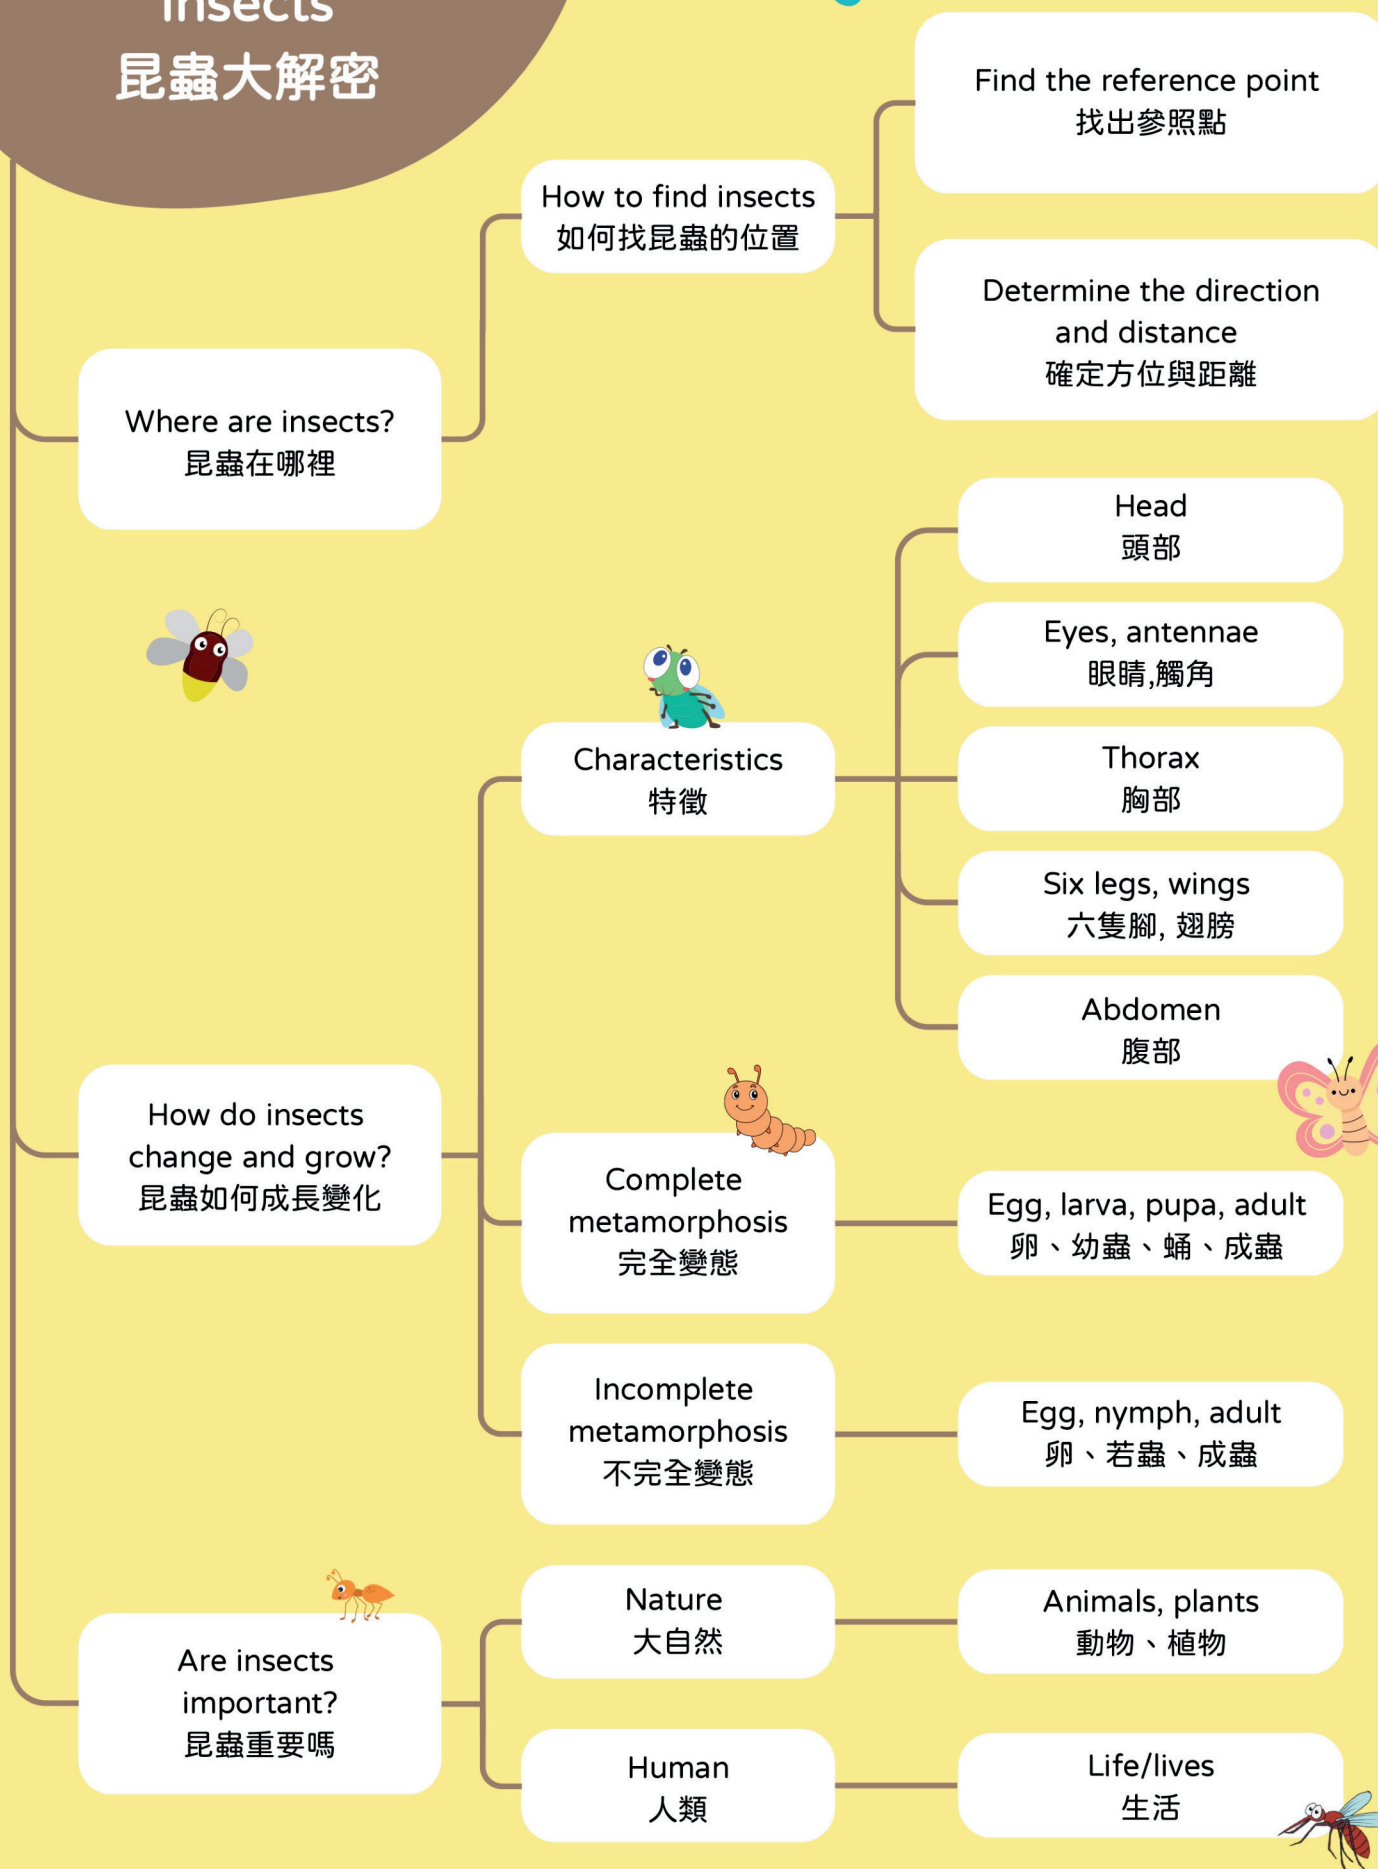 Insects
昆蟲大解密
Where are insects?
昆蟲在哪裡
How to find insects
如何找昆蟲的位置
Find the reference point
找出參照點
Determine the direction
and distance
確定方位與距離
How do insects
change and grow?
昆蟲如何成長變化
Characteristics
特徵
Head
頭部
Eyes, antennae
眼睛,觸角
Thorax
胸部
Six legs, wings
六隻腳, 翅膀
Abdomen
腹部
Complete
metamorphosis
完全變態
Egg, larva, pupa, adult
卵、幼蟲、蛹、成蟲
Incomplete
metamorphosis
不完全變態
Egg, nymph, adult
卵、若蟲、成蟲
Are insects
important?
昆蟲重要嗎
Nature
大自然
Animals, plants
動物、植物
Human
人類
Life/lives
生活